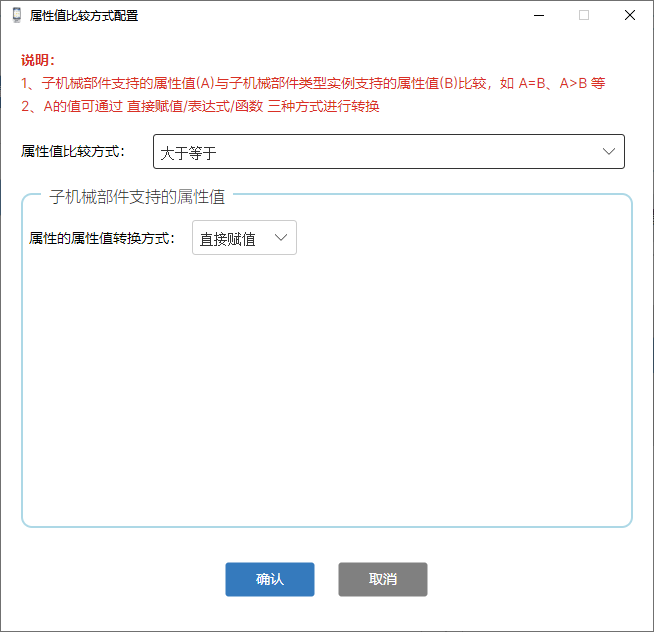 属性值比较方式配置
说明：
1、子机械部件支持的属性值(A)与子机械部件类型实例支持的属性值(B)比较，如 A=B、A>B 等
2、A的值可通过 直接赋值/表达式/函数 三种方式进行转换
属性值比较方式：
大于等于
子机械部件支持的属性值
属性的属性值转换方式：
直接赋值
确认
取消